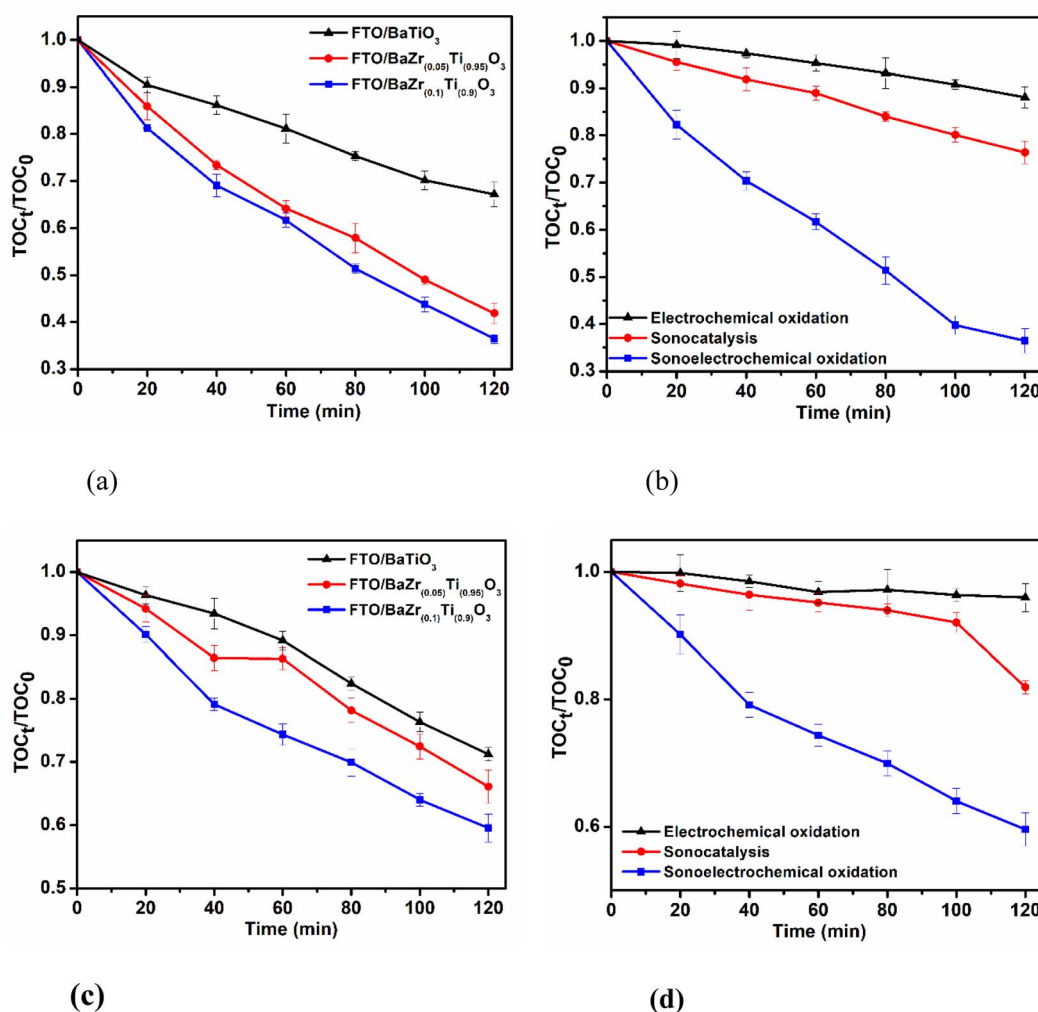 FTO/BaTiO3
FTO/BaZr(0.05)Ti(0.95)O3
FTO/BaZr(0.1)Ti(0.9)O3
1.0
0.9
0.8
0.7
0.6
0.5
0.4
0.3
TOCt/TOC0
0 20 40 60 80 100 120
Time (min)
(a)
1.0
0.9
0.8
0.7
0.6
0.5
0.4
0.3
TOCt/TOC0
Electrochemical oxidation
Sonocatalysis
Sonoelectrochemical oxidation
0 20 40 60 80 100 120
Time (min)
(b)
FTO/BaTiO3
FTO/BaZr(0.05)Ti(0.95)O3
FTO/BaZr(0.1)Ti(0.9)O3
1.0
0.9
0.8
0.7
0.6
0.5
TOCt/TOC0
0 20 40 60 80 100 120
Time (min)
(c)
1.0
0.8
0.6
TOCt/TOC0
Electrochemical oxidation
Sonocatalysis
Sonoelectrochemical oxidation
0 20 40 60 80 100 120
Time (min)
(d)